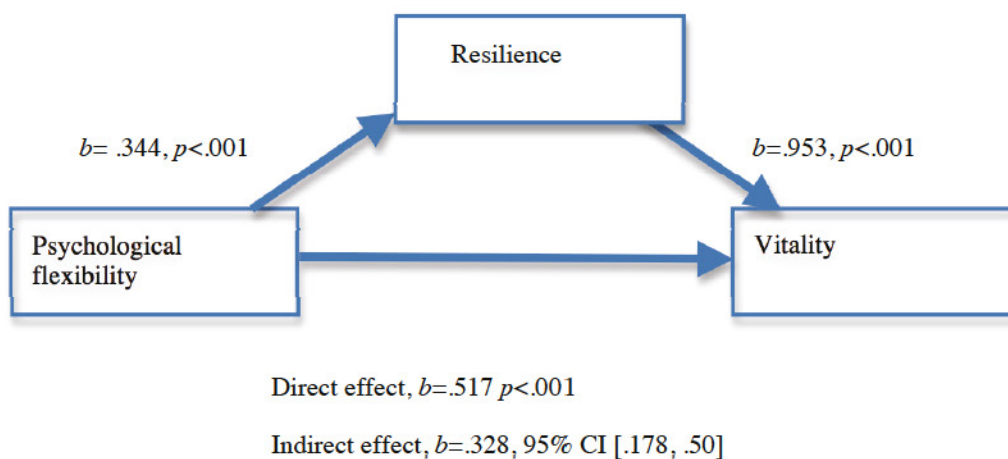 Resilience
b= .344, p<.001
b=.953, p<.001
Psychological
flexibility
Vitality
Direct effect, b=.517 p<.001
Indirect effect, b=.328, 95% CI [.178, .50]